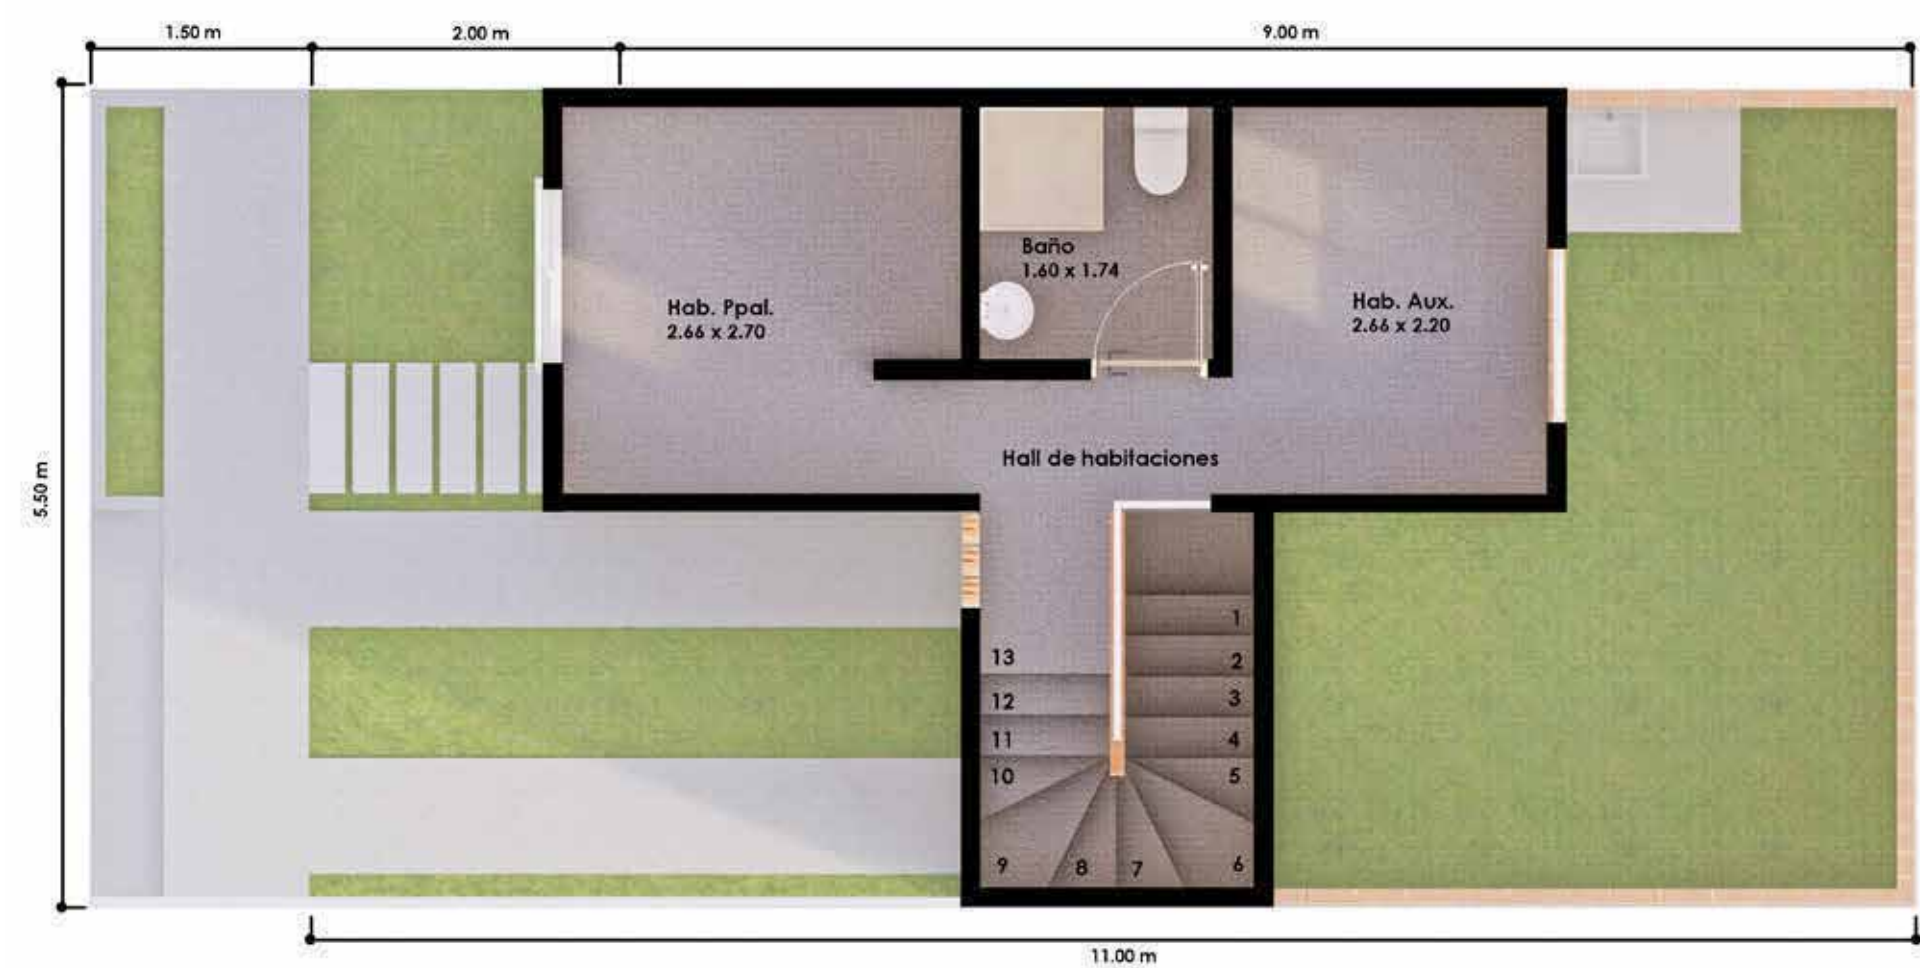 1.50 m
2.00 m
9.00 m
5.50 m
Baño
1.60 x 1.74
Hab. Ppal.
2.66 x 2.70
Hab. Aux.
2.66 x 2.20
Hall de habitaciones
1
13
2
12
3
11
4
10
5
9
8
7
6
11.00 m